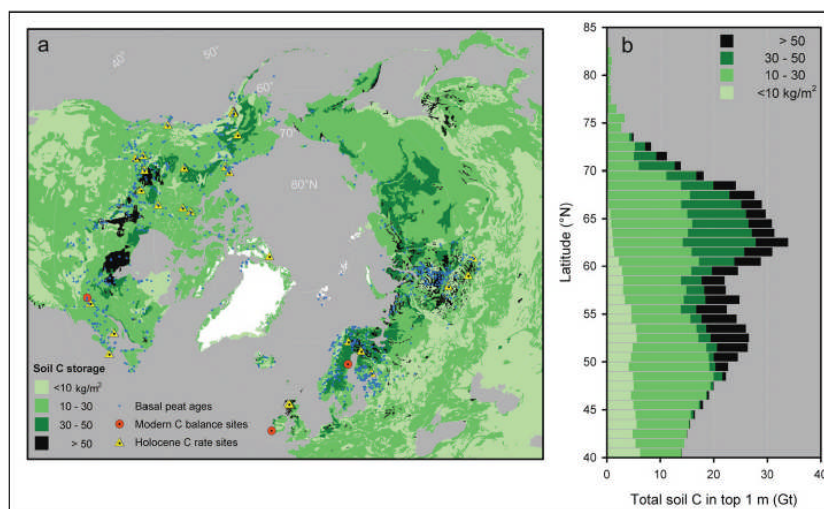 a
40°
50°
60°
70°
80°N
Soil C storage
<10 kg/m²
10 - 30
30 - 50
> 50
Basal peat ages
Modern C balance sites
Holocene C rate sites
b
> 50
30 - 50
10 - 30
<10 kg/m²
Latitude (°N)
85
80
75
70
65
60
55
50
45
40
0
10
20
30
40
Total soil C in top 1 m (Gt)